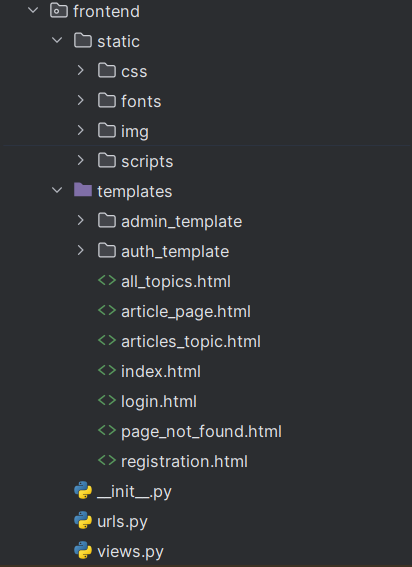 frontend
static
css
fonts
img
scripts
templates
admin_template
auth_template
all_topics.html
article_page.html
articles_topic.html
index.html
login.html
page_not_found.html
registration.html
__init__.py
urls.py
views.py